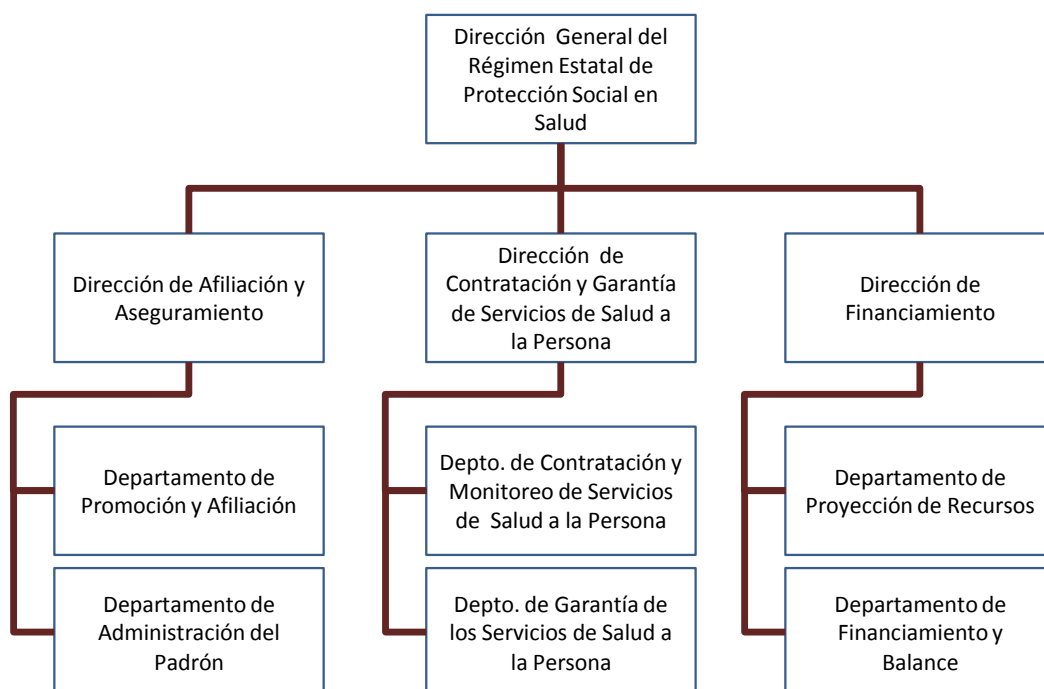 Dirección General del
Régimen Estatal de
Protección Social en
Salud
Dirección de Afiliación y
Aseguramiento
Dirección de
Contratación y Garantía
de Servicios de Salud a
la Persona
Dirección de
Financiamiento
Departamento de
Promoción y Afiliación
Depto. de Contratación y
Monitoreo de Servicios
de Salud a la Persona
Departamento de
Proyección de Recursos
Departamento de
Administración del
Padrón
Depto. de Garantía de
los Servicios de Salud a
la Persona
Departamento de
Financiamiento y
Balance